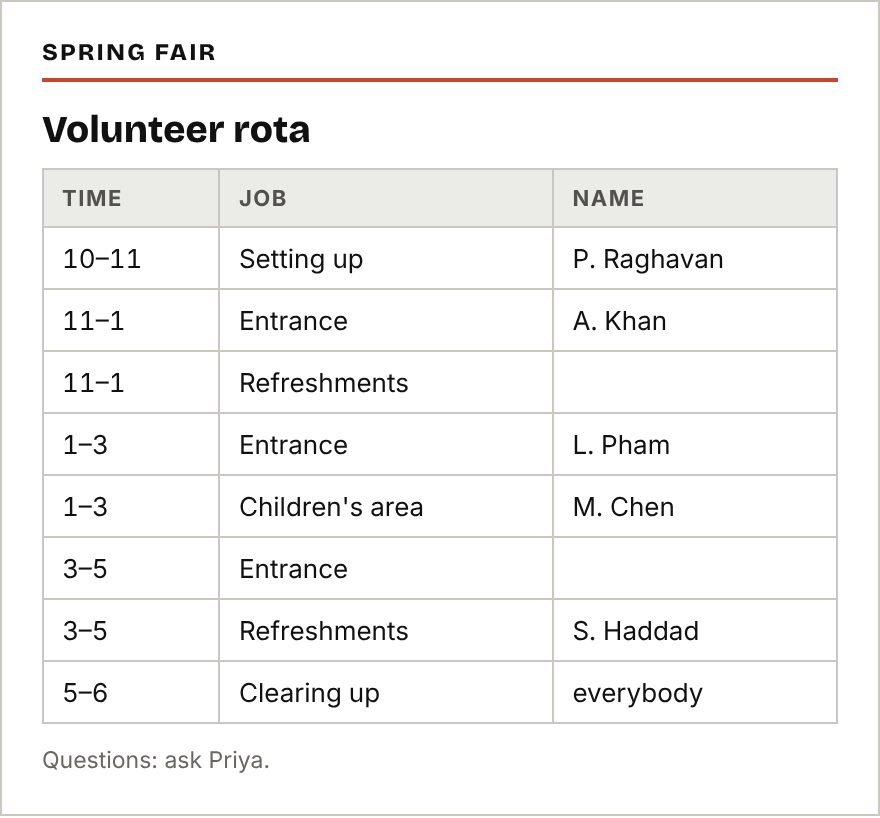 SPRING FAIR
Volunteer rota
TIME JOB NAME
10–11 Setting up P. Raghavan
11–1 Entrance A. Khan
11–1 Refreshments
1–3 Entrance L. Pham
1–3 Children's area M. Chen
3–5 Entrance
3–5 Refreshments S. Haddad
5–6 Clearing up everybody
Questions: ask Priya.